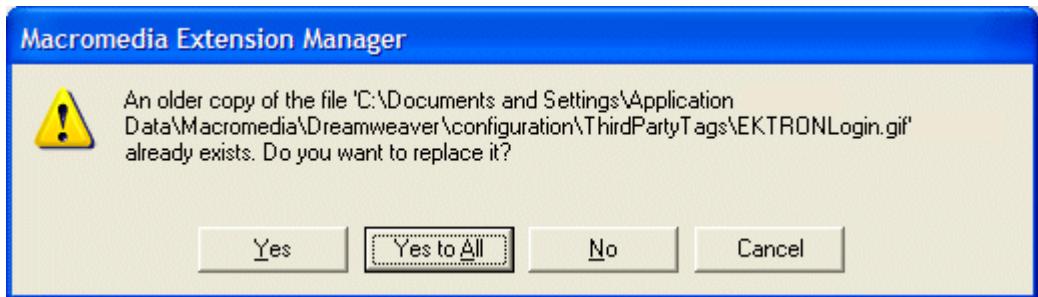 Macromedia Extension Manager
An older copy of the file 'C:\Documents and Settings\Application
Data\Macromedia\Dreamweaver\configuration\ThirdPartyTags\EKTRONLogin.gif'
already exists. Do you want to replace it?
Yes Yes to All No Cancel